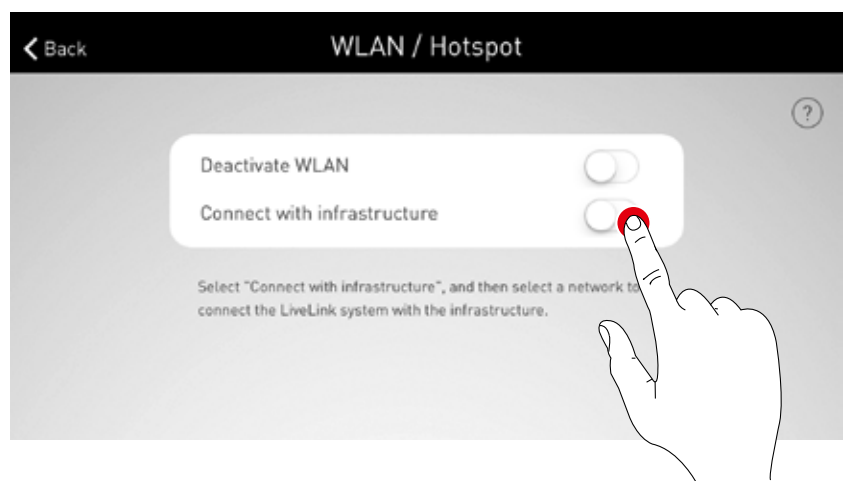 Back
WLAN / Hotspot
?
Deactivate WLAN
Connect with infrastructure
Select "Connect with infrastructure", and then select a network to
connect the LiveLink system with the infrastructure.